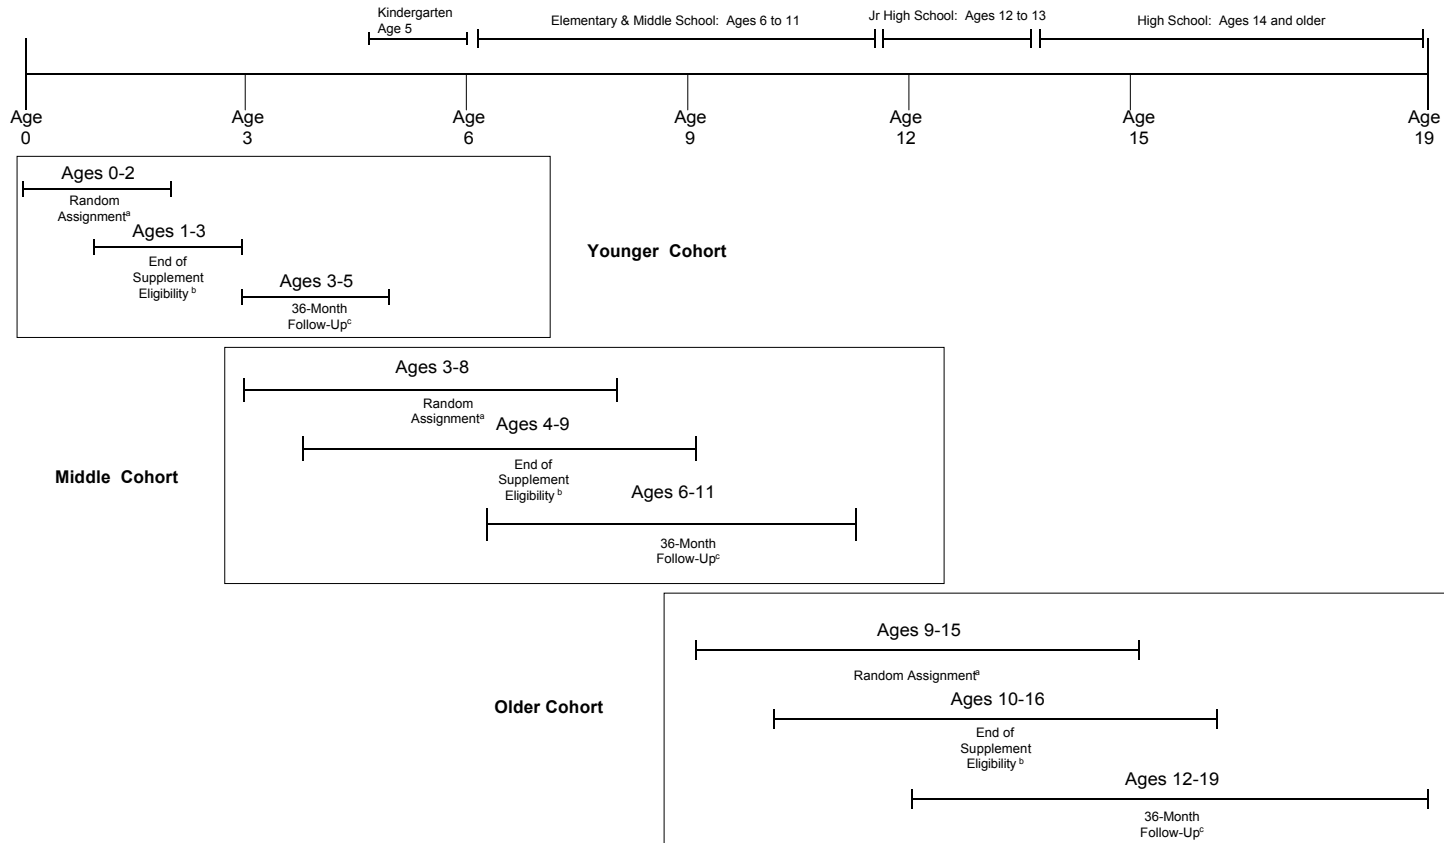 Kindergarten
Age 5
Elementary & Middle School: Ages 6 to 11
Jr High School: Ages 12 to 13
High School: Ages 14 and older
Age
0
Age
3
Age
6
Age
9
Age
12
Age
15
Age
19
Ages 0-2
Random
Assignmentᵃ
Ages 1-3
End of
Supplement
Eligibility ᵇ
Ages 3-5
36-Month
Follow-Upᶜ
Younger Cohort
Ages 3-8
Random
Assignmentᵃ
Ages 4-9
End of
Supplement
Eligibility ᵇ
Ages 6-11
36-Month
Follow-Upᶜ
Middle Cohort
Ages 9-15
Random Assignmentᵃ
Ages 10-16
End of
Supplement
Eligibility ᵇ
Older Cohort
Ages 12-19
36-Month
Follow-Upᶜ